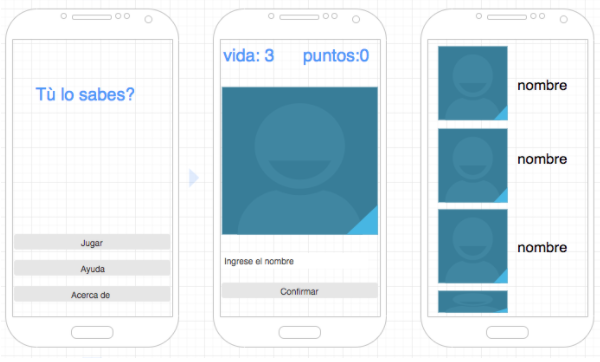 Tù lo sabes?
Jugar
Ayuda
Acerca de
vida: 3 puntos:0
Ingrese el nombre
Confirmar
nombre
nombre
nombre